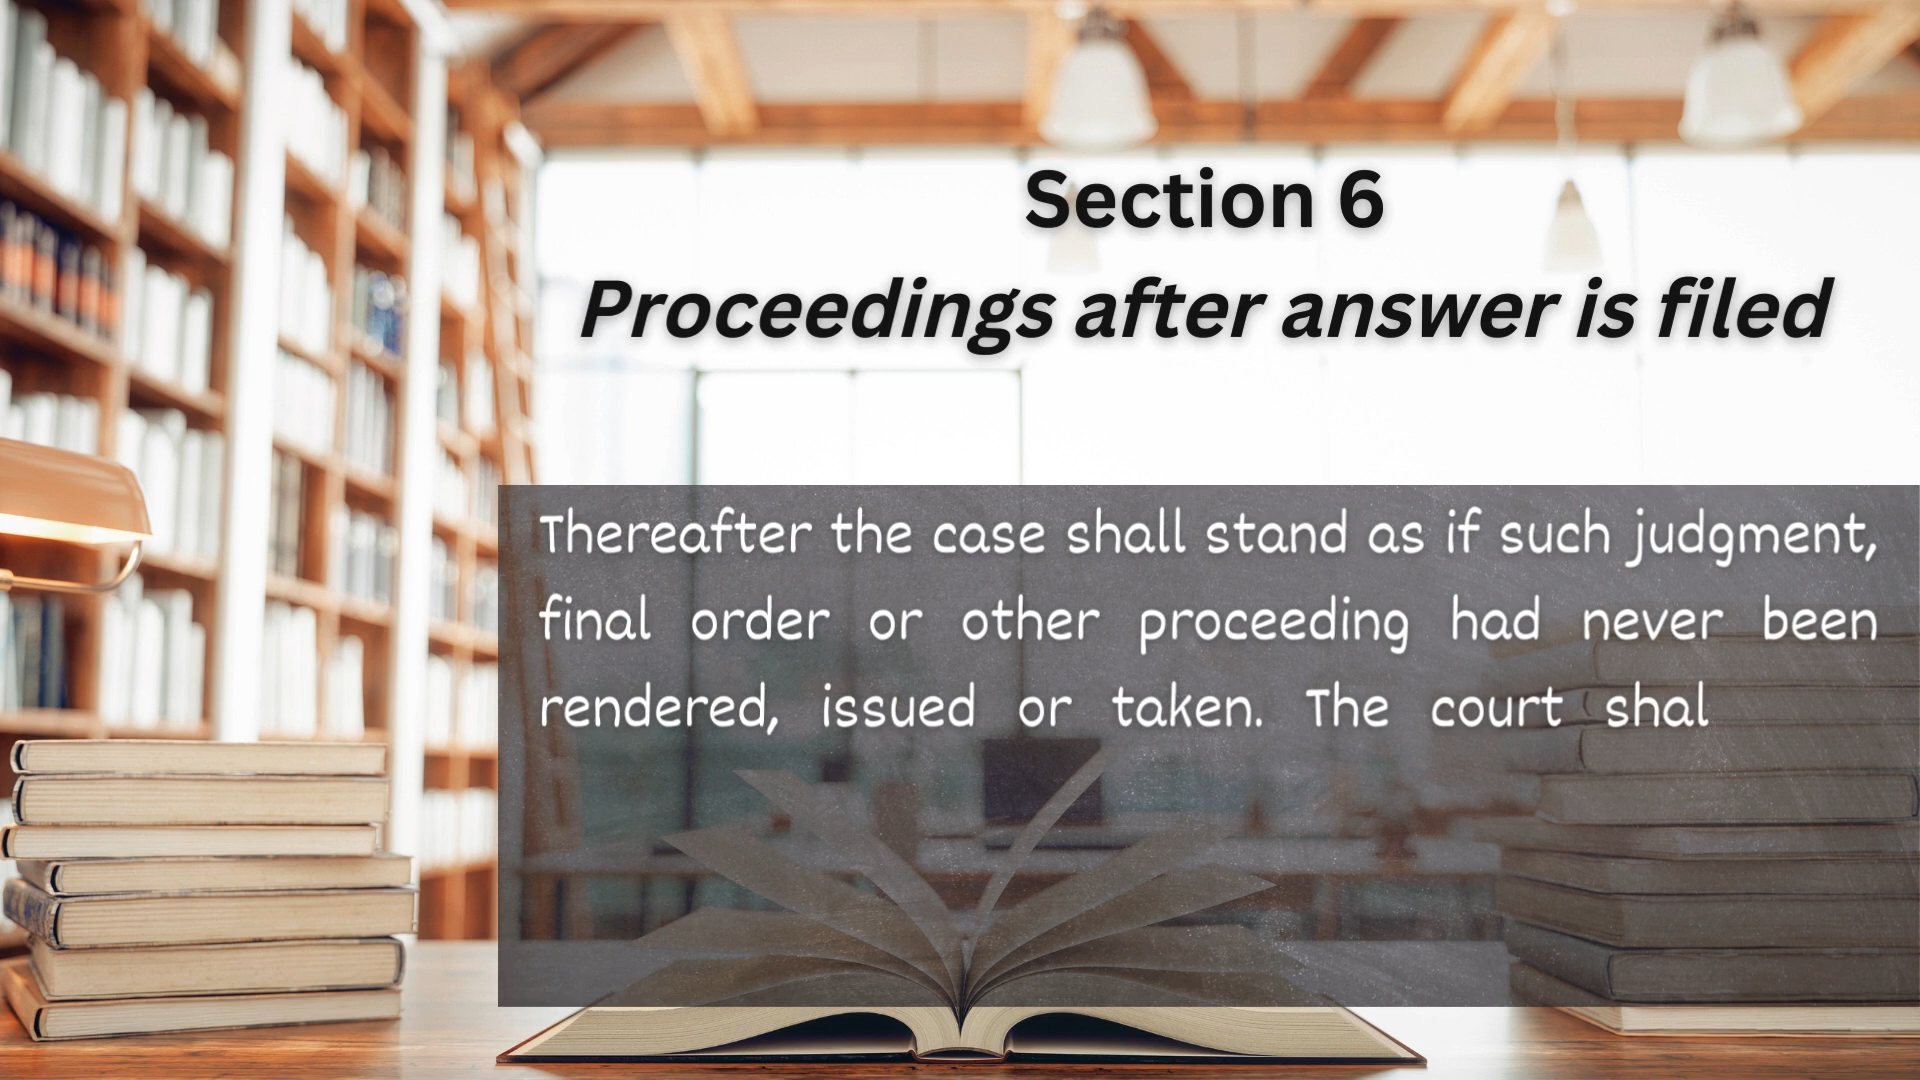 Section 6
Proceedings after answer is filed
Thereafter the case shall stand as if such judgment,
final order or other proceeding had never been
rendered, issued or taken. The court shal